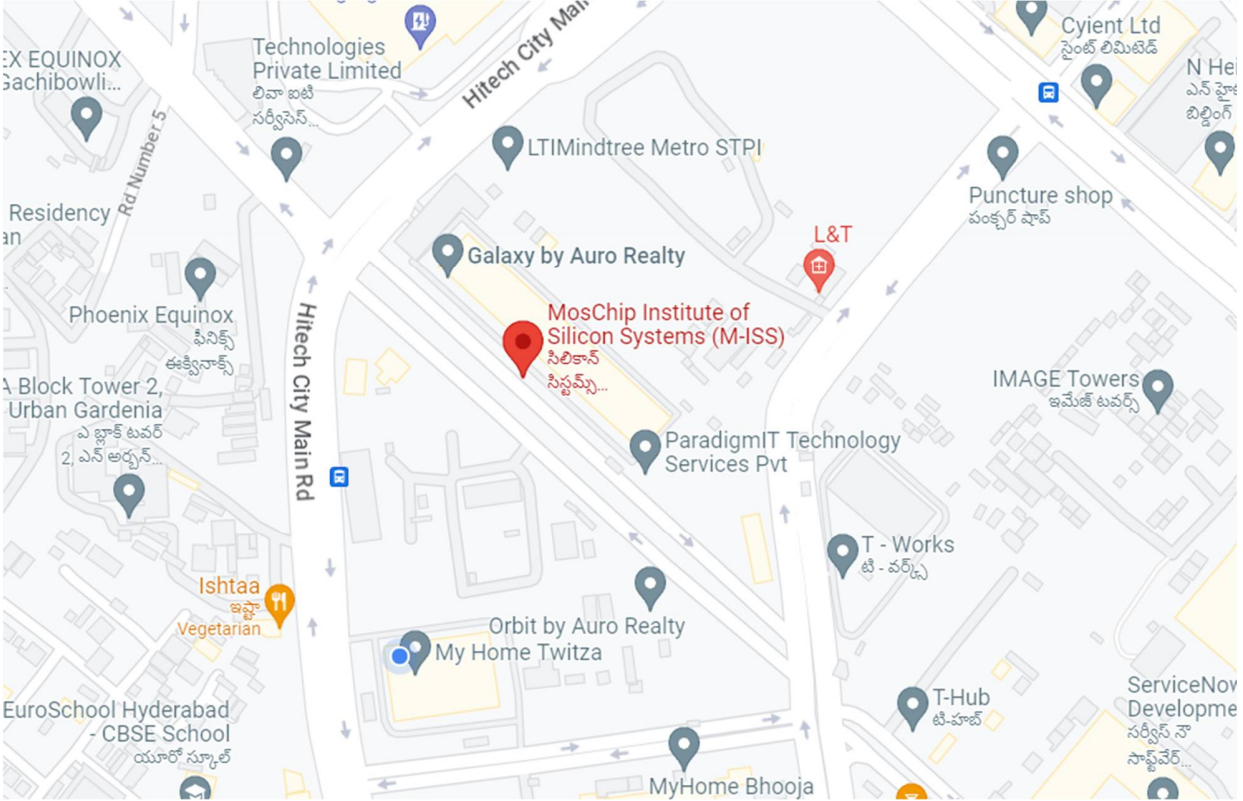 Technologies
Private Limited
లివా ఐటి
సర్వీసెస్...
Hitech City Main
Cyient Ltd
సైంట్ లిమిటెడ్
EX EQUINOX
Gachibowli...
Rd Number 5
LTIMindtree Metro STPI
Puncture shop
పంక్చర్ షాప్
Residency
L&T
Galaxy by Auro Realty
Phoenix Equinox
ఫీనిక్స్
ఈక్వినాక్స్
MosChip Institute of
Silicon Systems (M-ISS)
సిలికాన్
సిస్టమ్స్...
Hitech City Main Rd
A Block Tower 2,
Urban Gardenia
ఎ బ్లాక్ టవర్
2, ఎన్ అర్బన్...
IMAGE Towers
ఇమేజ్ టవర్స్
ParadigmIT Technology
Services Pvt
T - Works
టి - వర్క్స్
Ishtaa
ఇష్టా
Vegetarian
Orbit by Auro Realty
My Home Twitza
EuroSchool Hyderabad
- CBSE School
యూరో స్కూల్
T-Hub
టి-హబ్
ServiceNow
Developme
సర్వీస్ నౌ
సాఫ్ట్‌వేర్...
MyHome Bhooja